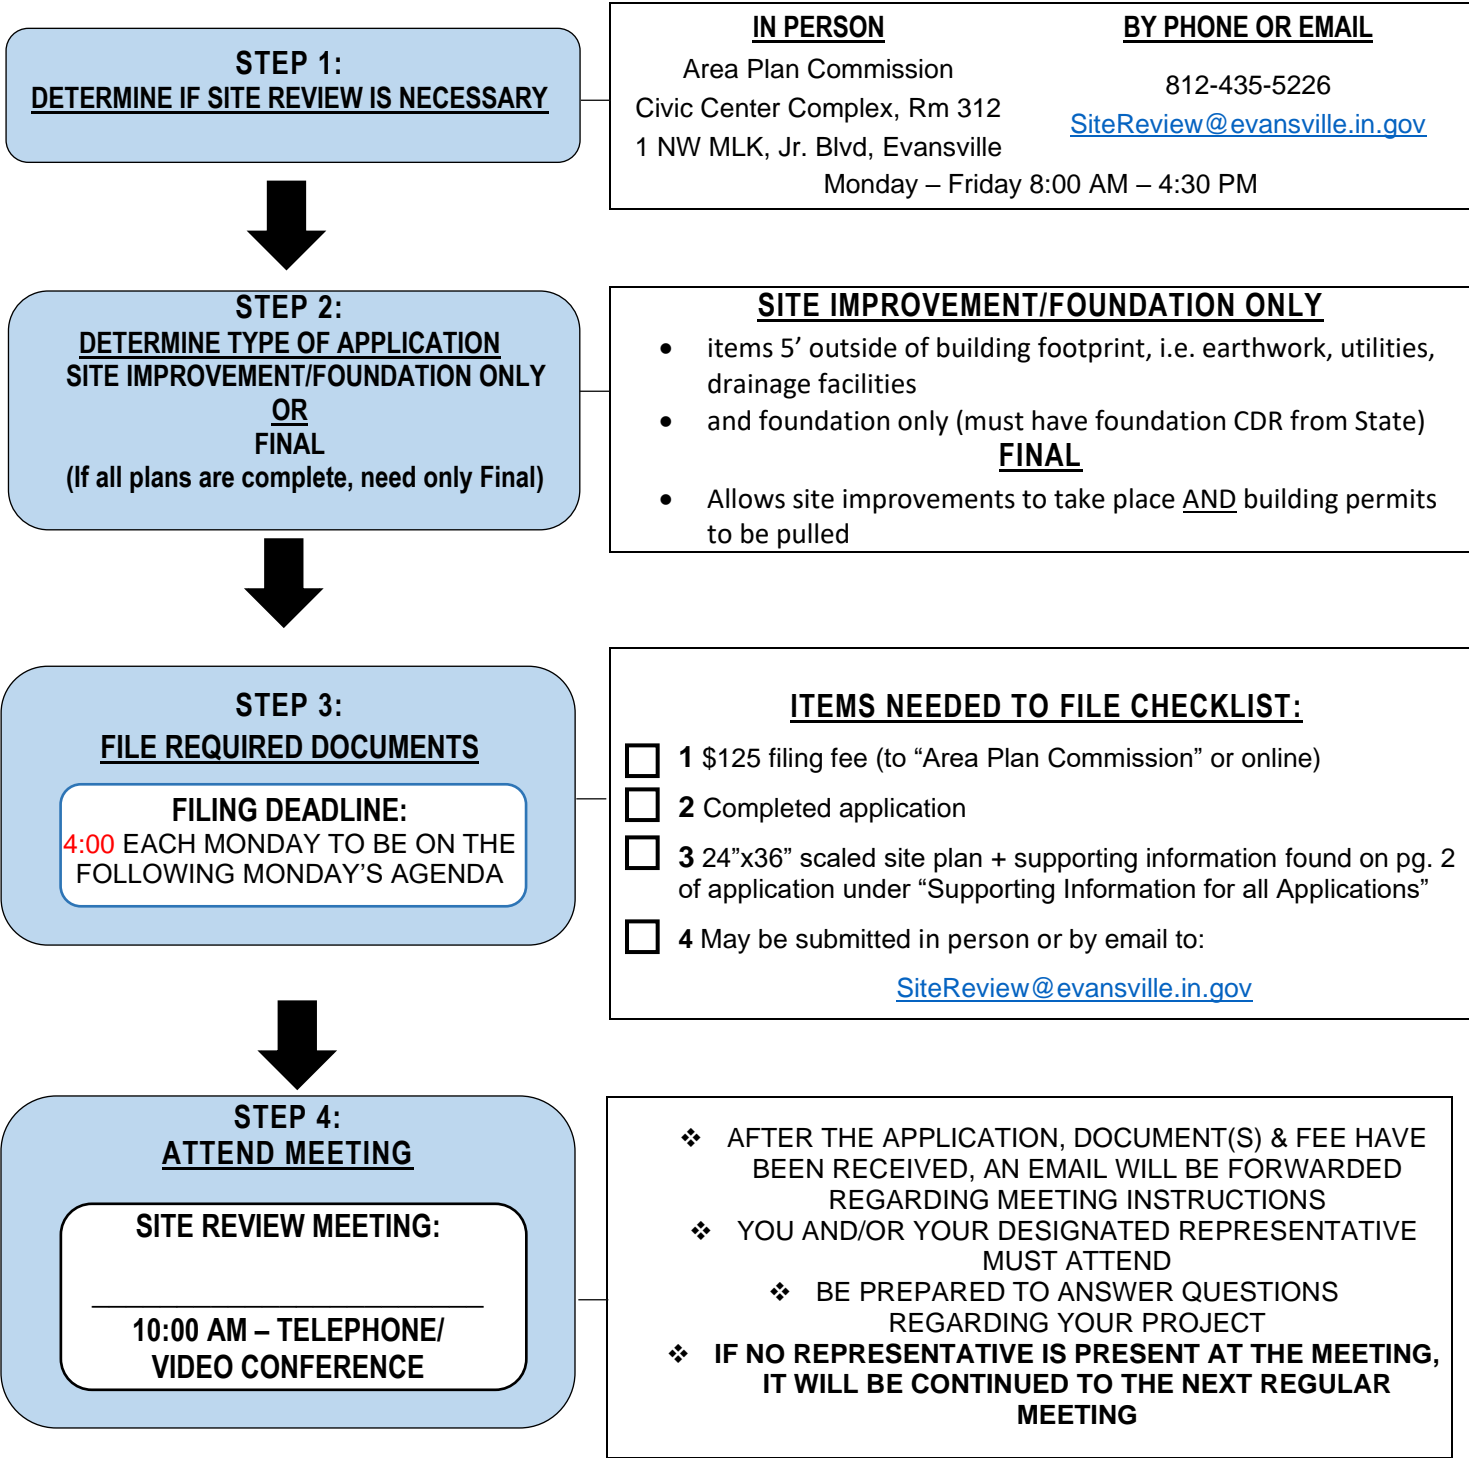 STEP 1:
DETERMINE IF SITE REVIEW IS NECESSARY
IN PERSON
Area Plan Commission
Civic Center Complex, Rm 312
1 NW MLK, Jr. Blvd, Evansville
BY PHONE OR EMAIL
812-435-5226
SiteReview@evansville.in.gov
Monday – Friday 8:00 AM – 4:30 PM
STEP 2:
DETERMINE TYPE OF APPLICATION
SITE IMPROVEMENT/FOUNDATION ONLY
OR
FINAL
(If all plans are complete, need only Final)
SITE IMPROVEMENT/FOUNDATION ONLY
• items 5’ outside of building footprint, i.e. earthwork, utilities,
drainage facilities
• and foundation only (must have foundation CDR from State)
FINAL
• Allows site improvements to take place AND building permits
to be pulled
STEP 3:
FILE REQUIRED DOCUMENTS
FILING DEADLINE:
4:00 EACH MONDAY TO BE ON THE
FOLLOWING MONDAY’S AGENDA
ITEMS NEEDED TO FILE CHECKLIST:
1 $125 filing fee (to “Area Plan Commission” or online)
2 Completed application
3 24”x36” scaled site plan + supporting information found on pg. 2
of application under “Supporting Information for all Applications”
4 May be submitted in person or by email to:
SiteReview@evansville.in.gov
STEP 4:
ATTEND MEETING
SITE REVIEW MEETING:
10:00 AM – TELEPHONE/
VIDEO CONFERENCE
❖ AFTER THE APPLICATION, DOCUMENT(S) & FEE HAVE
BEEN RECEIVED, AN EMAIL WILL BE FORWARDED
REGARDING MEETING INSTRUCTIONS
❖ YOU AND/OR YOUR DESIGNATED REPRESENTATIVE
MUST ATTEND
❖ BE PREPARED TO ANSWER QUESTIONS
REGARDING YOUR PROJECT
❖ IF NO REPRESENTATIVE IS PRESENT AT THE MEETING,
IT WILL BE CONTINUED TO THE NEXT REGULAR
MEETING